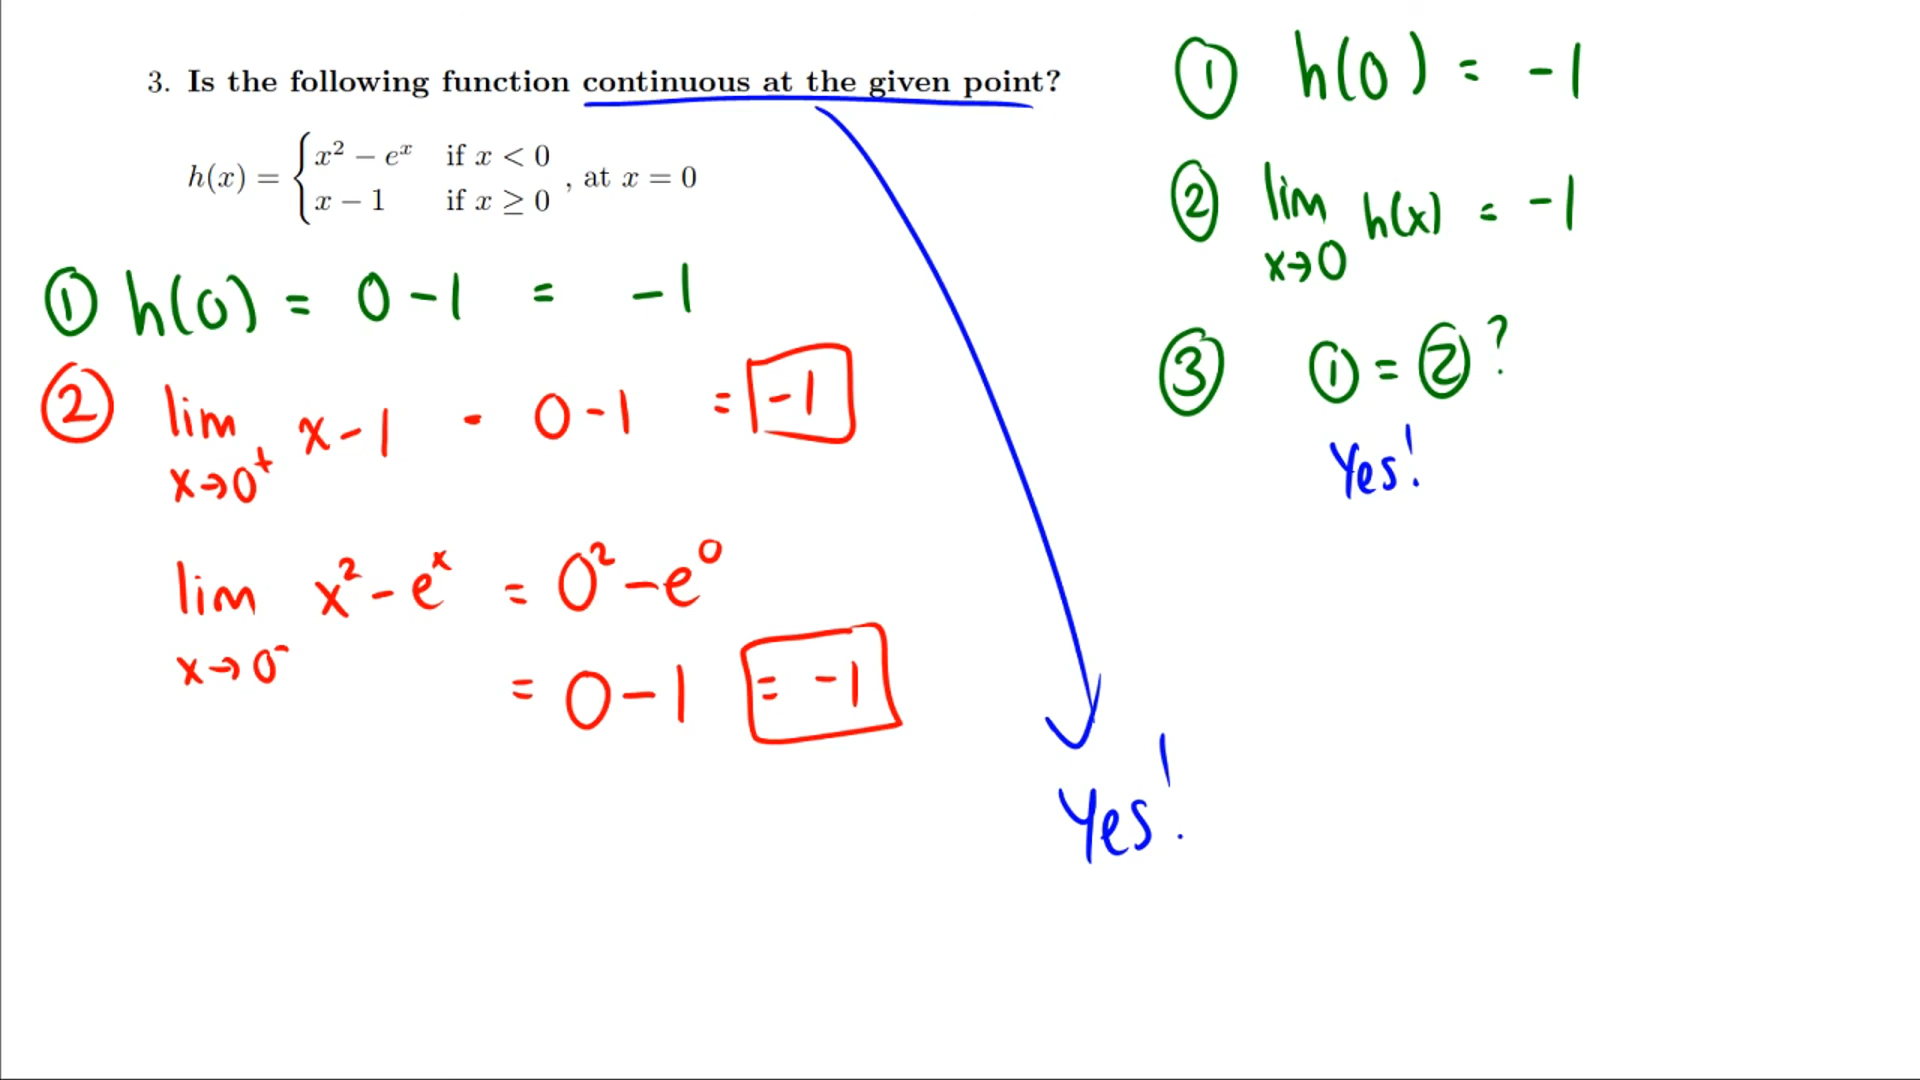 3. Is the following function continuous at the given point?
h(x) = { x² − eˣ if x < 0
x − 1 if x ≥ 0 , at x = 0
① h(0) = 0 - 1 = -1
② lim x→0⁺ x - 1 = 0 - 1 = -1
lim x→0⁻ x² - eˣ = 0² - e⁰
= 0 - 1 = -1
① h(0) = -1
② lim x→0 h(x) = -1
③ ① = ② ?
Yes!
Yes!